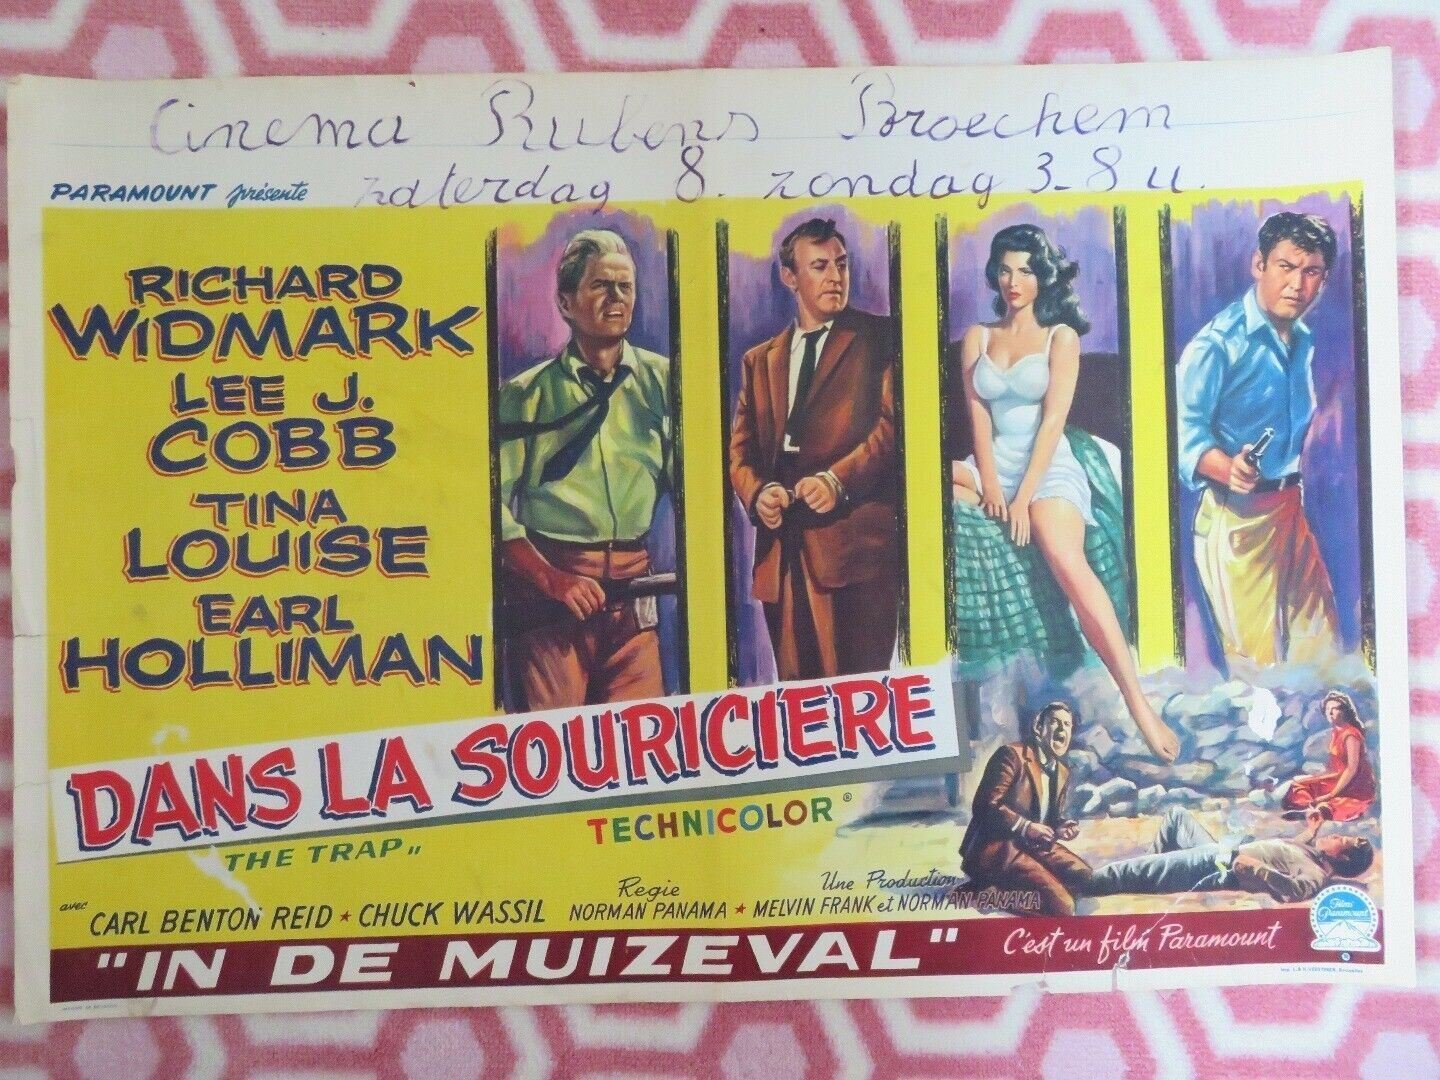 Cinema Rubens Broechem
zaterdag 8. zondag 3-8 u.
PARAMOUNT présente
RICHARD
WIDMARK
LEE J.
COBB
TINA
LOUISE
EARL
HOLLIMAN
DANS LA SOURICIERE
THE TRAP"
TECHNICOLOR®
avec CARL BENTON REID ★ CHUCK WASSIL
Regie
NORMAN PANAMA ★
Une Production
MELVIN FRANK et NORMAN PANAMA
"IN DE MUIZEVAL"
C'est un film Paramount
Films
Paramount